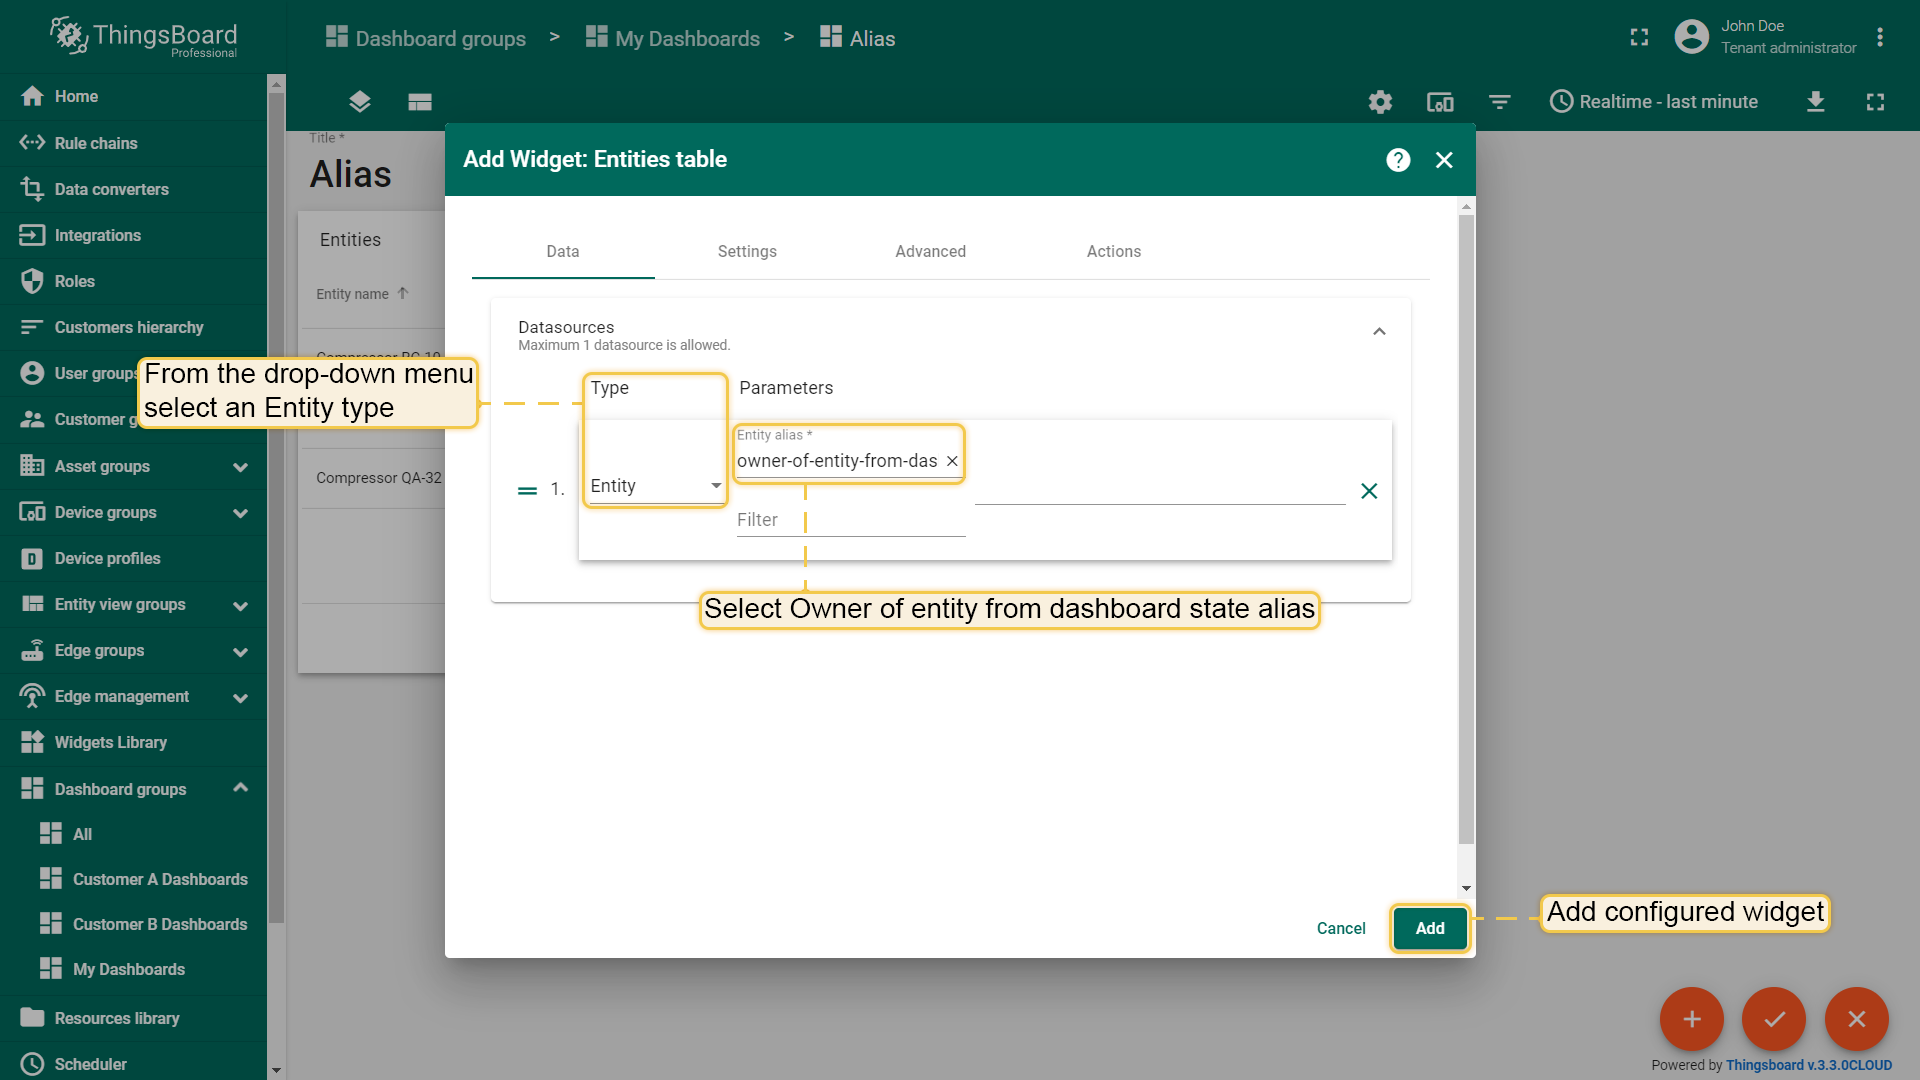 ThingsBoard
Professional
Dashboard groups > My Dashboards > Alias
John Doe
Tenant administrator
Realtime - last minute
Home
Rule chains
Data converters
Integrations
Roles
Customers hierarchy
User groups
Customer g
Asset groups
Device groups
Device profiles
Entity view groups
Edge groups
Edge management
Widgets Library
Dashboard groups
All
Customer A Dashboards
Customer B Dashboards
My Dashboards
Resources library
Scheduler
Title *
Alias
Entities
Entity name
Compressor QA-32
Add Widget: Entities table
Data Settings Advanced Actions
Datasources
Maximum 1 datasource is allowed.
Type Parameters
From the drop-down menu
select an Entity type
1.
Entity
Entity alias *
owner-of-entity-from-das
Filter
Select Owner of entity from dashboard state alias
Cancel Add
Add configured widget
Powered by Thingsboard v.3.3.0CLOUD